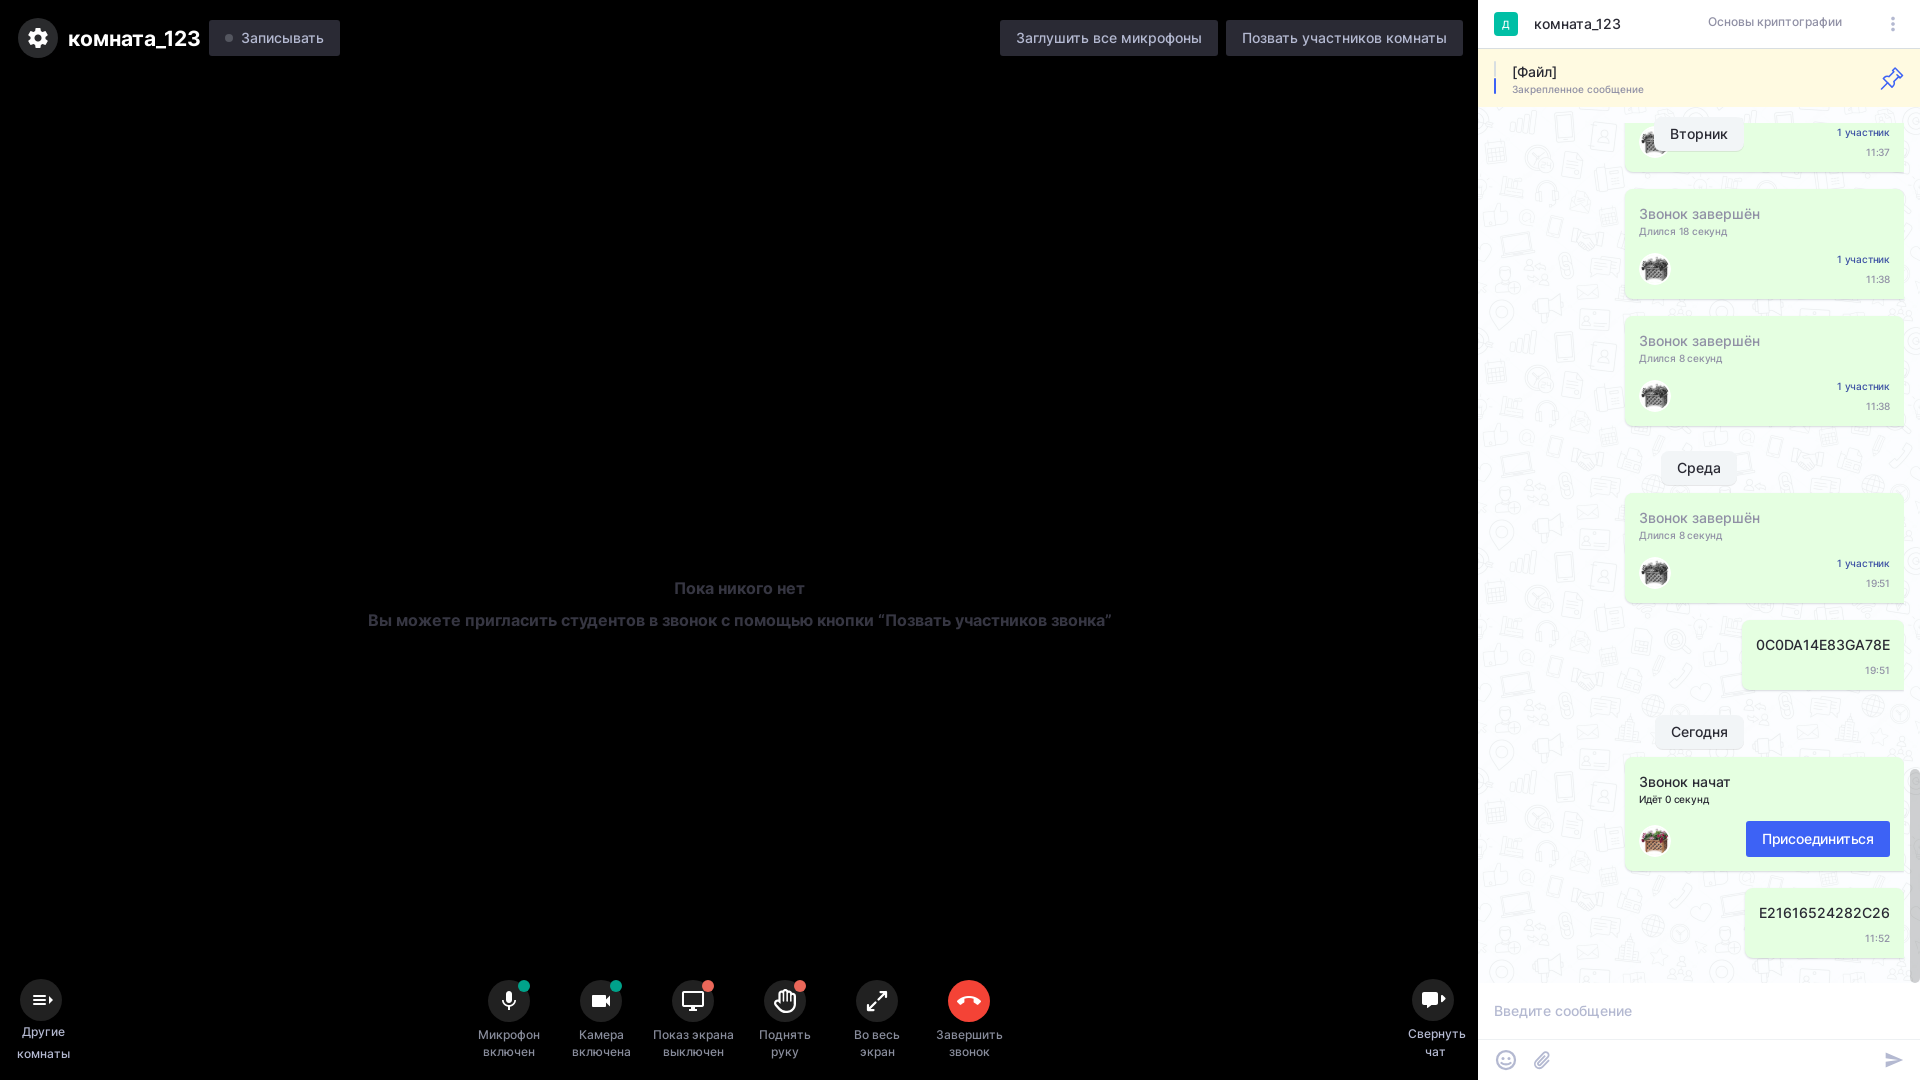 комната_123
Записывать
Заглушить все микрофоны
Позвать участников комнаты
Пока никого нет
Вы можете пригласить студентов в звонок с помощью кнопки “Позвать участников звонка”
Другие
комнаты
Микрофон
включен
Камера
включена
Показ экрана
выключен
Поднять
руку
Во весь
экран
Завершить
звонок
Свернуть
чат
Д
комната_123
Основы криптографии
[Файл]
Закрепленное сообщение
Вторник
1 участник
11:37
Звонок завершён
Длился 18 секунд
1 участник
11:38
Звонок завершён
Длился 8 секунд
1 участник
11:38
Среда
Звонок завершён
Длился 8 секунд
1 участник
19:51
0C0DA14E83GA78E
19:51
Сегодня
Звонок начат
Идёт 0 секунд
Присоединиться
E21616524282C26
11:52
Введите сообщение